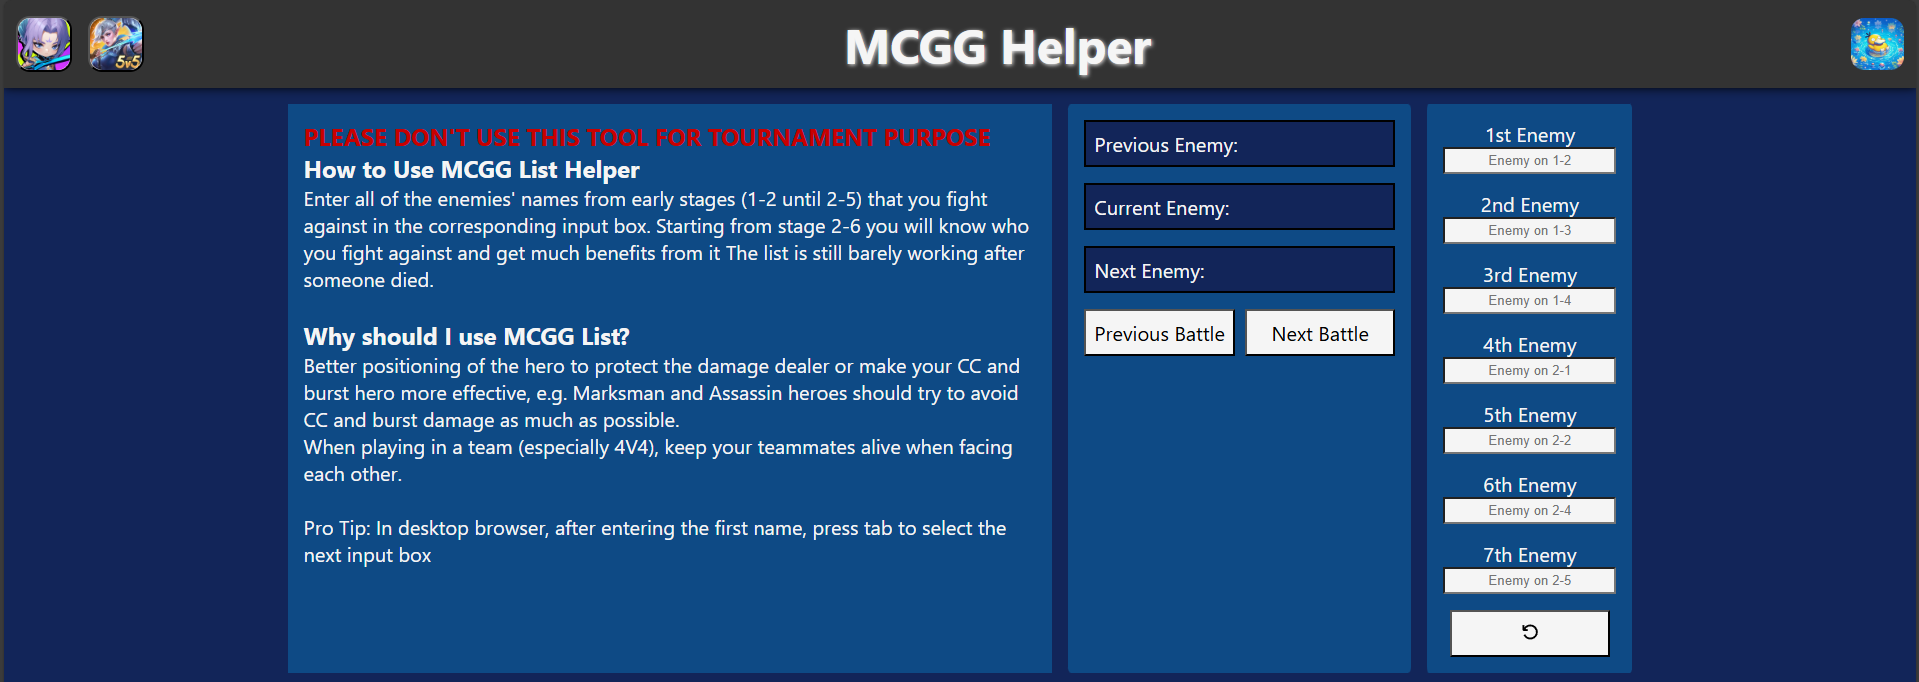 5v5
MCGG Helper
PLEASE DON'T USE THIS TOOL FOR TOURNAMENT PURPOSE
How to Use MCGG List Helper
Enter all of the enemies' names from early stages (1-2 until 2-5) that you fight
against in the corresponding input box. Starting from stage 2-6 you will know who
you fight against and get much benefits from it The list is still barely working after
someone died.
Why should I use MCGG List?
Better positioning of the hero to protect the damage dealer or make your CC and
burst hero more effective, e.g. Marksman and Assassin heroes should try to avoid
CC and burst damage as much as possible.
When playing in a team (especially 4V4), keep your teammates alive when facing
each other.
Pro Tip: In desktop browser, after entering the first name, press tab to select the
next input box
Previous Enemy:
Current Enemy:
Next Enemy:
Previous Battle
Next Battle
1st Enemy
Enemy on 1-2
2nd Enemy
Enemy on 1-3
3rd Enemy
Enemy on 1-4
4th Enemy
Enemy on 2-1
5th Enemy
Enemy on 2-2
6th Enemy
Enemy on 2-4
7th Enemy
Enemy on 2-5